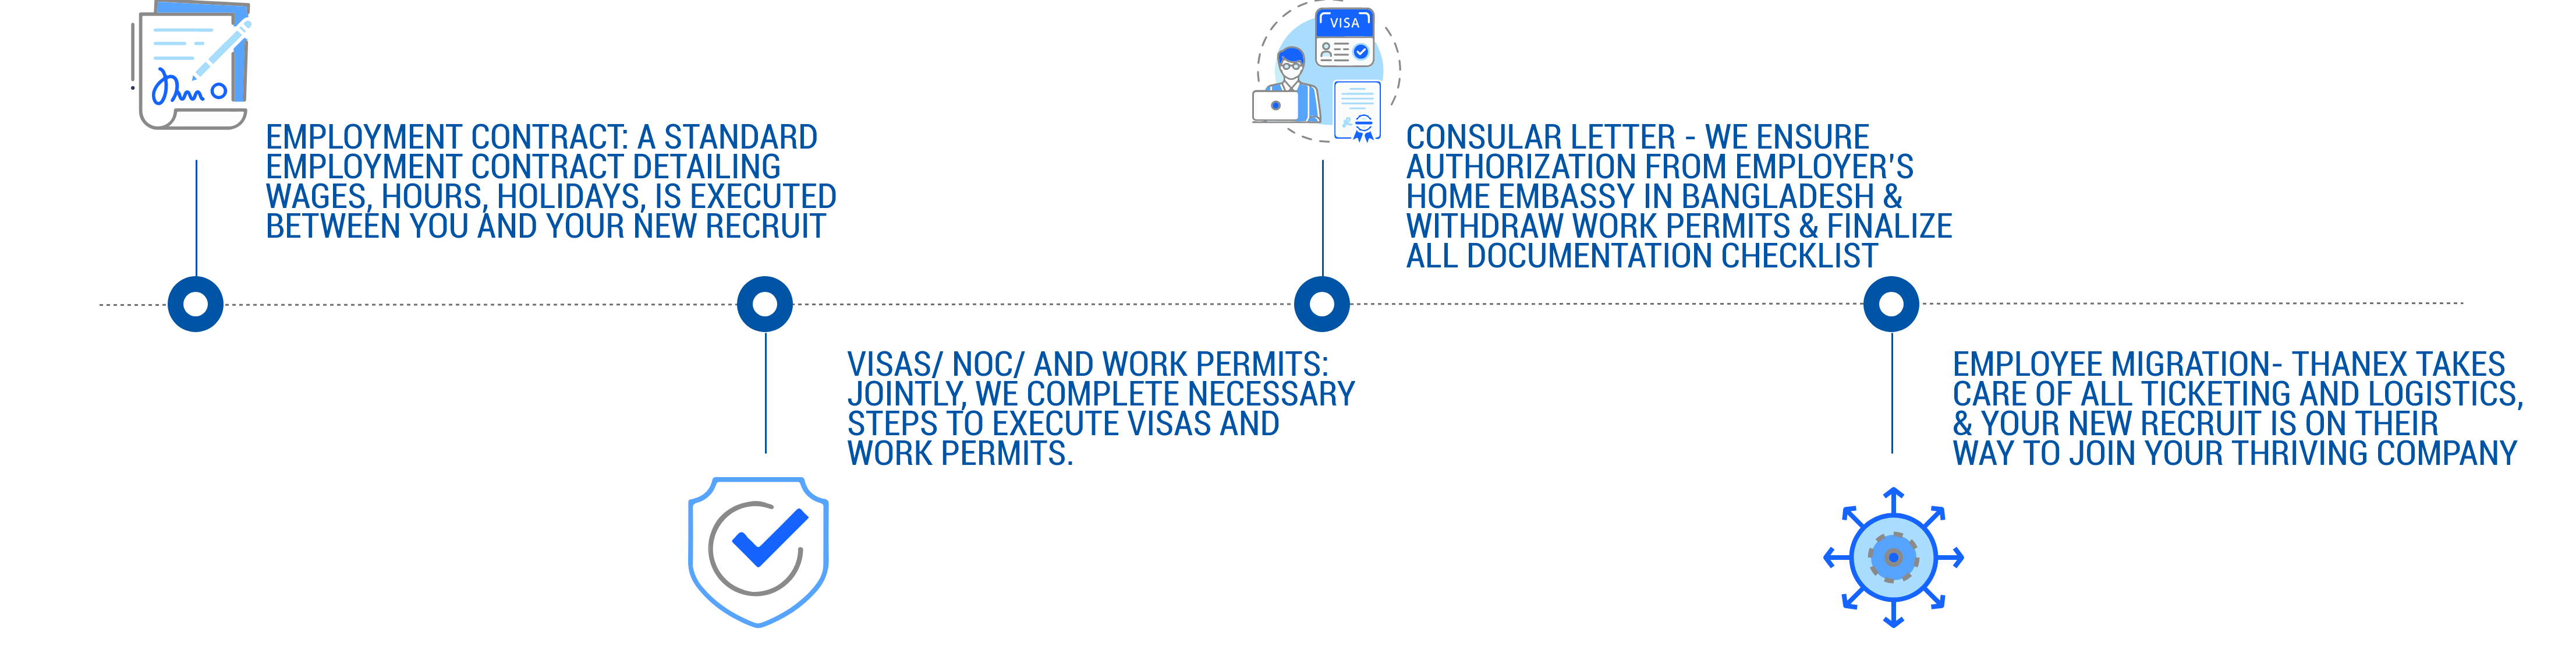 EMPLOYMENT CONTRACT: A STANDARD
EMPLOYMENT CONTRACT DETAILING
WAGES, HOURS, HOLIDAYS, IS EXECUTED
BETWEEN YOU AND YOUR NEW RECRUIT
VISAS/ NOC/ AND WORK PERMITS:
JOINTLY, WE COMPLETE NECESSARY
STEPS TO EXECUTE VISAS AND
WORK PERMITS.
VISA
CONSULAR LETTER - WE ENSURE
AUTHORIZATION FROM EMPLOYER'S
HOME EMBASSY IN BANGLADESH &
WITHDRAW WORK PERMITS & FINALIZE
ALL DOCUMENTATION CHECKLIST
EMPLOYEE MIGRATION- THANEX TAKES
CARE OF ALL TICKETING AND LOGISTICS,
& YOUR NEW RECRUIT IS ON THEIR
WAY TO JOIN YOUR THRIVING COMPANY